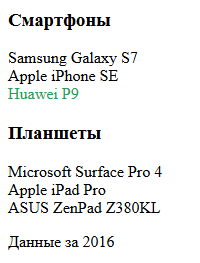 Смартфоны
Samsung Galaxy S7
Apple iPhone SE
Huawei P9
Планшеты
Microsoft Surface Pro 4
Apple iPad Pro
ASUS ZenPad Z380KL
Данные за 2016